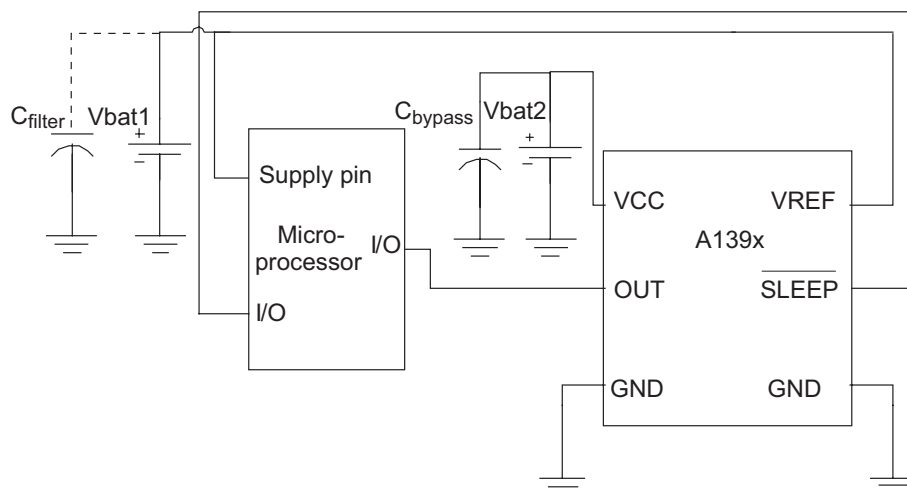 Cfilter Vbat1
+
−
Cbypass Vbat2
+
−
Supply pin
Micro-
processor
I/O
I/O
VCC
VREF
A139x
OUT
SLEEP
GND
GND